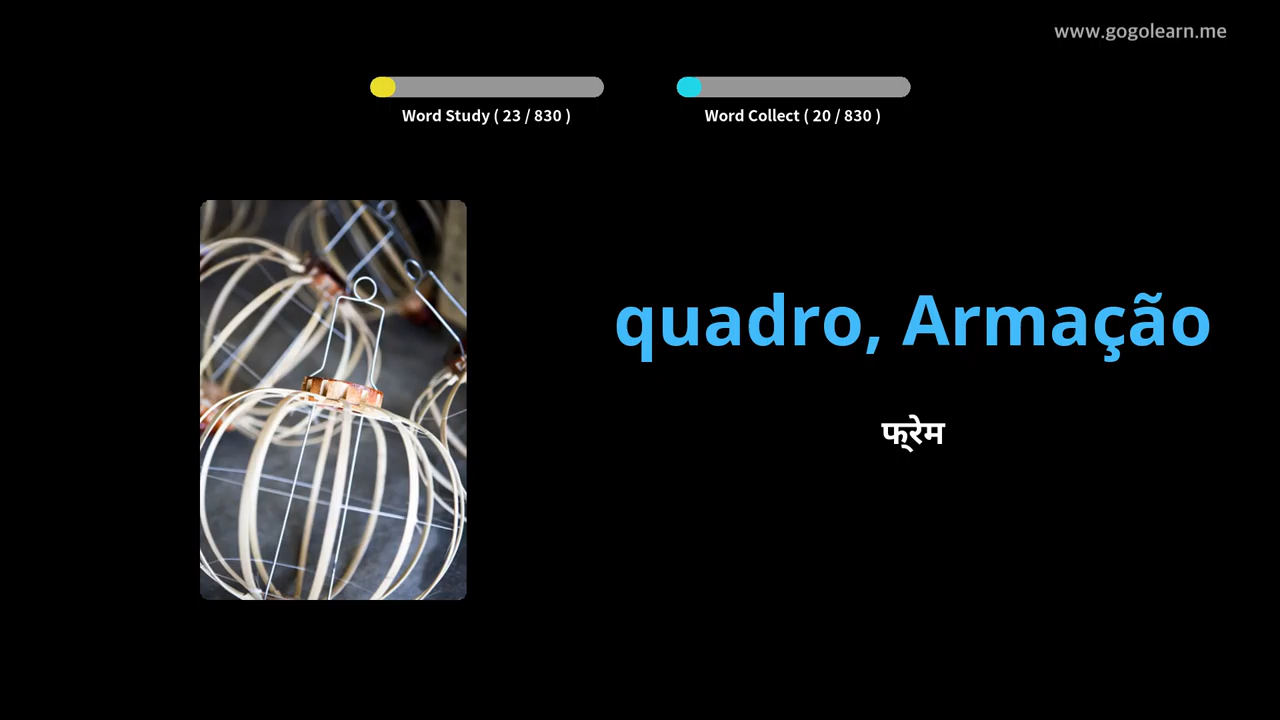 www.gogolearn.me
Word Study ( 23 / 830 )
Word Collect ( 20 / 830 )
quadro, Armação
फ्रेम